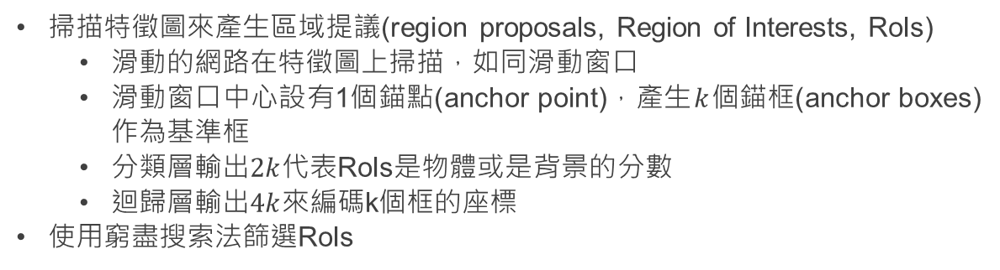 • 掃描特徵圖來產生區域提議(region proposals, Region of Interests, RoIs)
• 滑動的網路在特徵圖上掃描，如同滑動窗口
• 滑動窗口中心設有1個錨點(anchor point)，產生k個錨框(anchor boxes)
作為基準框
• 分類層輸出2k代表RoIs是物體或是背景的分數
• 迴歸層輸出4k來編碼k個框的座標
• 使用窮盡搜索法篩選RoIs